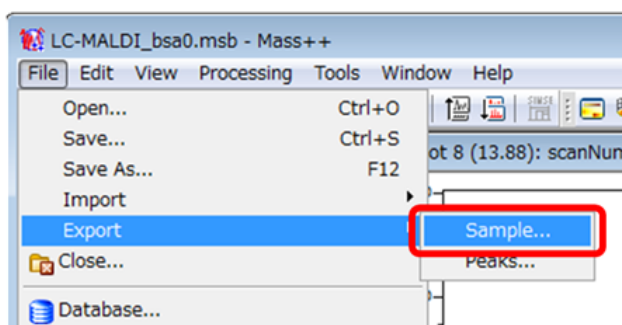 LC-MALDI_bsa0.msb - Mass++
File Edit View Processing Tools Window Help
Open... Ctrl+O
Save... Ctrl+S
ot 8 (13.88): scanNun
Save As... F12
Import
Export Sample...
Close... Peaks...
Database...